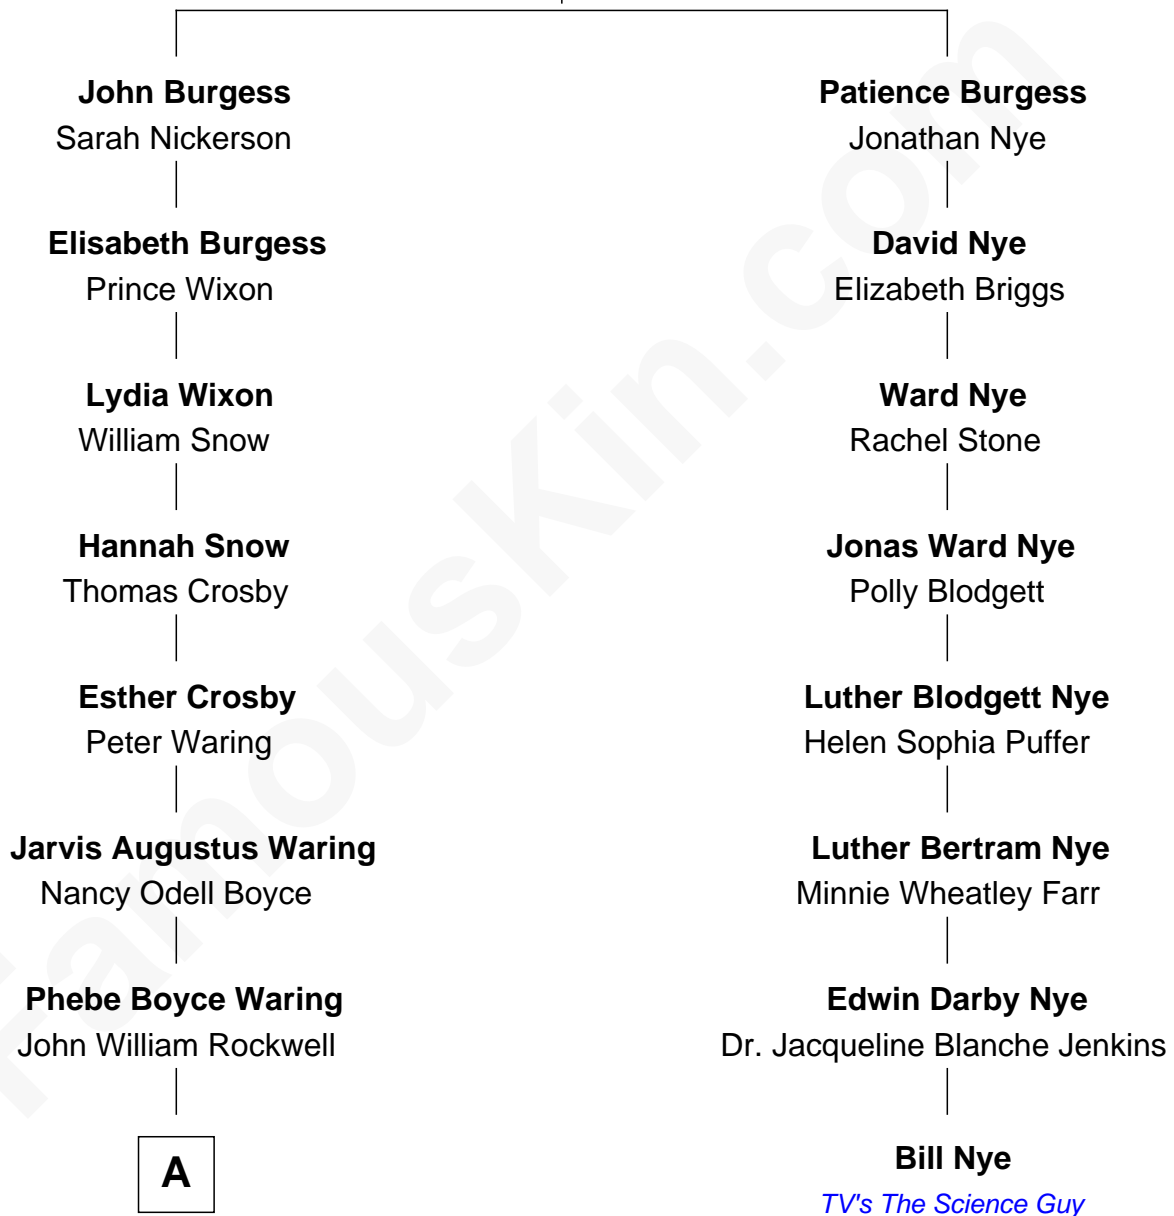 John Burgess
Sarah Nickerson
Patience Burgess
Jonathan Nye
Elisabeth Burgess
Prince Wixon
David Nye
Elizabeth Briggs
Lydia Wixon
William Snow
Ward Nye
Rachel Stone
Hannah Snow
Thomas Crosby
Jonas Ward Nye
Polly Blodgett
Esther Crosby
Peter Waring
Luther Blodgett Nye
Helen Sophia Puffer
Jarvis Augustus Waring
Nancy Odell Boyce
Luther Bertram Nye
Minnie Wheatley Farr
Phebe Boyce Waring
John William Rockwell
Edwin Darby Nye
Dr. Jacqueline Blanche Jenkins
A
Bill Nye
TV's The Science Guy
FamousKin.com